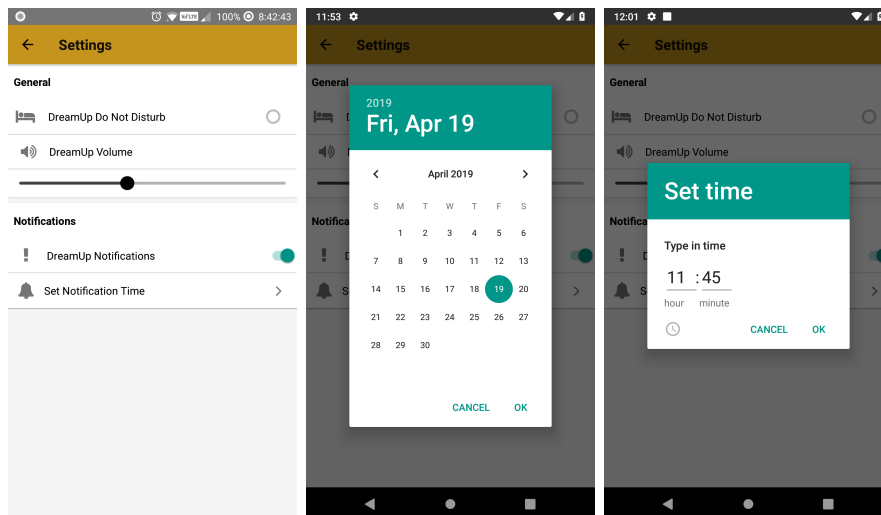 100% 8:42:43
Settings
General
DreamUp Do Not Disturb
DreamUp Volume
Notifications
DreamUp Notifications
Set Notification Time
11:53
Settings
General
2019
Fri, Apr 19
April 2019
S M T W T F S
1 2 3 4 5 6
7 8 9 10 11 12 13
14 15 16 17 18 19 20
21 22 23 24 25 26 27
28 29 30
CANCEL OK
Notifica
12:01
Settings
General
DreamUp Do Not Disturb
DreamUp Volume
Set time
Type in time
11 : 45
hour minute
CANCEL OK
Notifica